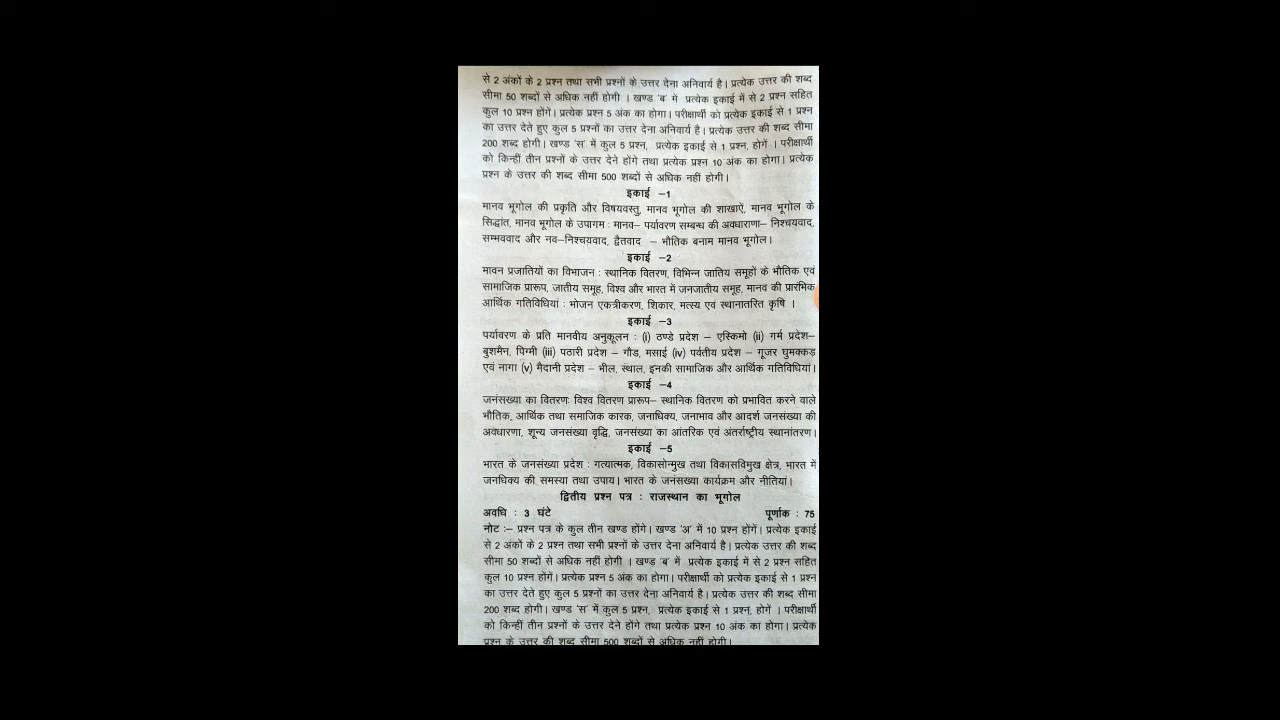 से 2 अंकों के 2 प्रश्न तथा सभी प्रश्नों के उत्तर देना अनिवार्य है। प्रत्येक उत्तर की शब्द
सीमा 50 शब्दों से अधिक नहीं होगी । खण्ड 'ब' में प्रत्येक इकाई में से 2 प्रश्न सहित
कुल 10 प्रश्न होंगें। प्रत्येक प्रश्न 5 अंक का होगा। परीक्षार्थी को प्रत्येक इकाई से 1 प्रश्न
का उत्तर देते हुए कुल 5 प्रश्नों का उत्तर देना अनिवार्य है। प्रत्येक उत्तर की शब्द सीमा
200 शब्द होगी। खण्ड 'स' में कुल 5 प्रश्न, प्रत्येक इकाई से 1 प्रश्न, होगें । परीक्षार्थी
को किन्हीं तीन प्रश्नों के उत्तर देने होंगे तथा प्रत्येक प्रश्न 10 अंक का होगा। प्रत्येक
प्रश्न के उत्तर की शब्द सीमा 500 शब्दों से अधिक नहीं होगी।
इकाई –1
मानव भूगोल की प्रकृति और विषयवस्तु, मानव भूगोल की शाखाऐं, मानव भूगोल के
सिद्धांत, मानव भूगोल के उपागम : मानव– पर्यावरण सम्बन्ध की अवधाराणा– निश्चयवाद,
सम्भववाद और नव–निश्चयवाद, द्वैतवाद – भौतिक बनाम मानव भूगोल।
इकाई –2
मावन प्रजातियों का विभाजन : स्थानिक वितरण, विभिन्न जातिय समूहों के भौतिक एवं
सामाजिक प्रारूप, जातीय समूह, विश्व और भारत में जनजातीय समूह, मानव की प्रारंभिक
आर्थिक गतिविधियां : भोजन एकत्रीकरण, शिकार, मत्स्य एवं स्थानातरित कृषि ।
इकाई –3
पर्यावरण के प्रति मानवीय अनुकूलन : (i) ठण्डे प्रदेश – एस्किमो (ii) गर्म प्रदेश–
बुशमैन, पिग्मी (iii) पठारी प्रदेश – गौड, मसाई (iv) पर्वतीय प्रदेश – गूजर घुमक्कड़
एवं नागा (v) मैदानी प्रदेश – भील, संथाल, इनकी सामाजिक और आर्थिक गतिविधियां।
इकाई –4
जनंसख्या का वितरणः विश्व वितरण प्रारूप– स्थानिक वितरण को प्रभावित करने वाले
भौतिक, आर्थिक तथा समाजिक कारक, जनाधिक्य, जनाभाव और आदर्श जनसंख्या की
अवधारणा, शून्य जनसंख्या वृद्धि, जनसंख्या का आंतरिक एवं अंतर्राष्ट्रीय स्थानांतरण।
इकाई –5
भारत के जनसंख्या प्रदेश : गत्यात्मक, विकासोन्मुख तथा विकासविमुख क्षेत्र, भारत में
जनधिक्य की समस्या तथा उपाय। भारत के जनसंख्या कार्यक्रम और नीतियां।
द्वितीय प्रश्न पत्र : राजस्थान का भूगोल
अवधि : 3 घंटे पूर्णांक : 75
नोट :– प्रश्न पत्र के कुल तीन खण्ड होंगे। खण्ड 'अ' में 10 प्रश्न होंगें। प्रत्येक इकाई
से 2 अंकों के 2 प्रश्न तथा सभी प्रश्नों के उत्तर देना अनिवार्य है। प्रत्येक उत्तर की शब्द
सीमा 50 शब्दों से अधिक नहीं होगी । खण्ड 'ब' में प्रत्येक इकाई में से 2 प्रश्न सहित
कुल 10 प्रश्न होंगें। प्रत्येक प्रश्न 5 अंक का होगा। परीक्षार्थी को प्रत्येक इकाई से 1 प्रश्न
का उत्तर देते हुए कुल 5 प्रश्नों का उत्तर देना अनिवार्य है। प्रत्येक उत्तर की शब्द सीमा
200 शब्द होगी। खण्ड 'स' में कुल 5 प्रश्न, प्रत्येक इकाई से 1 प्रश्न, होगें । परीक्षार्थी
को किन्हीं तीन प्रश्नों के उत्तर देने होंगे तथा प्रत्येक प्रश्न 10 अंक का होगा। प्रत्येक
प्रश्न के उत्तर की शब्द सीमा 500 शब्दों से अधिक नहीं होगी।